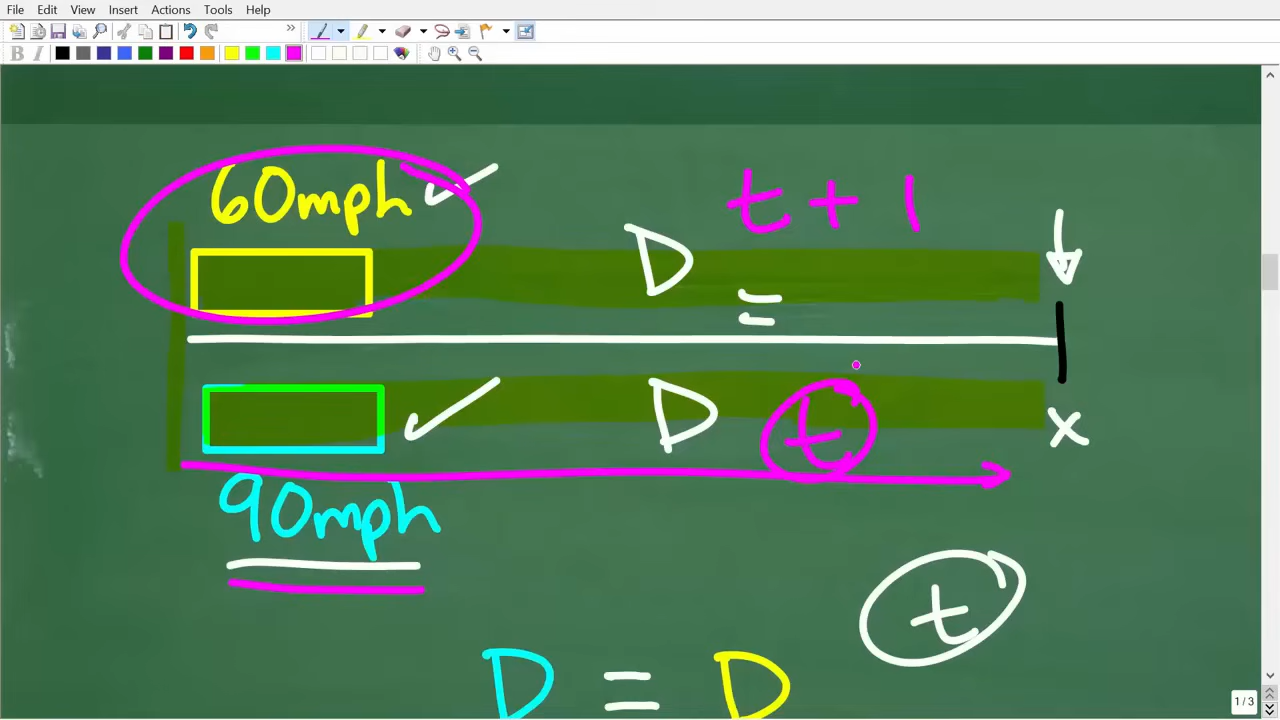 File Edit View Insert Actions Tools Help
B I
60mph t + 1
D
=
D t x
90mph
t
D = D
1 / 3